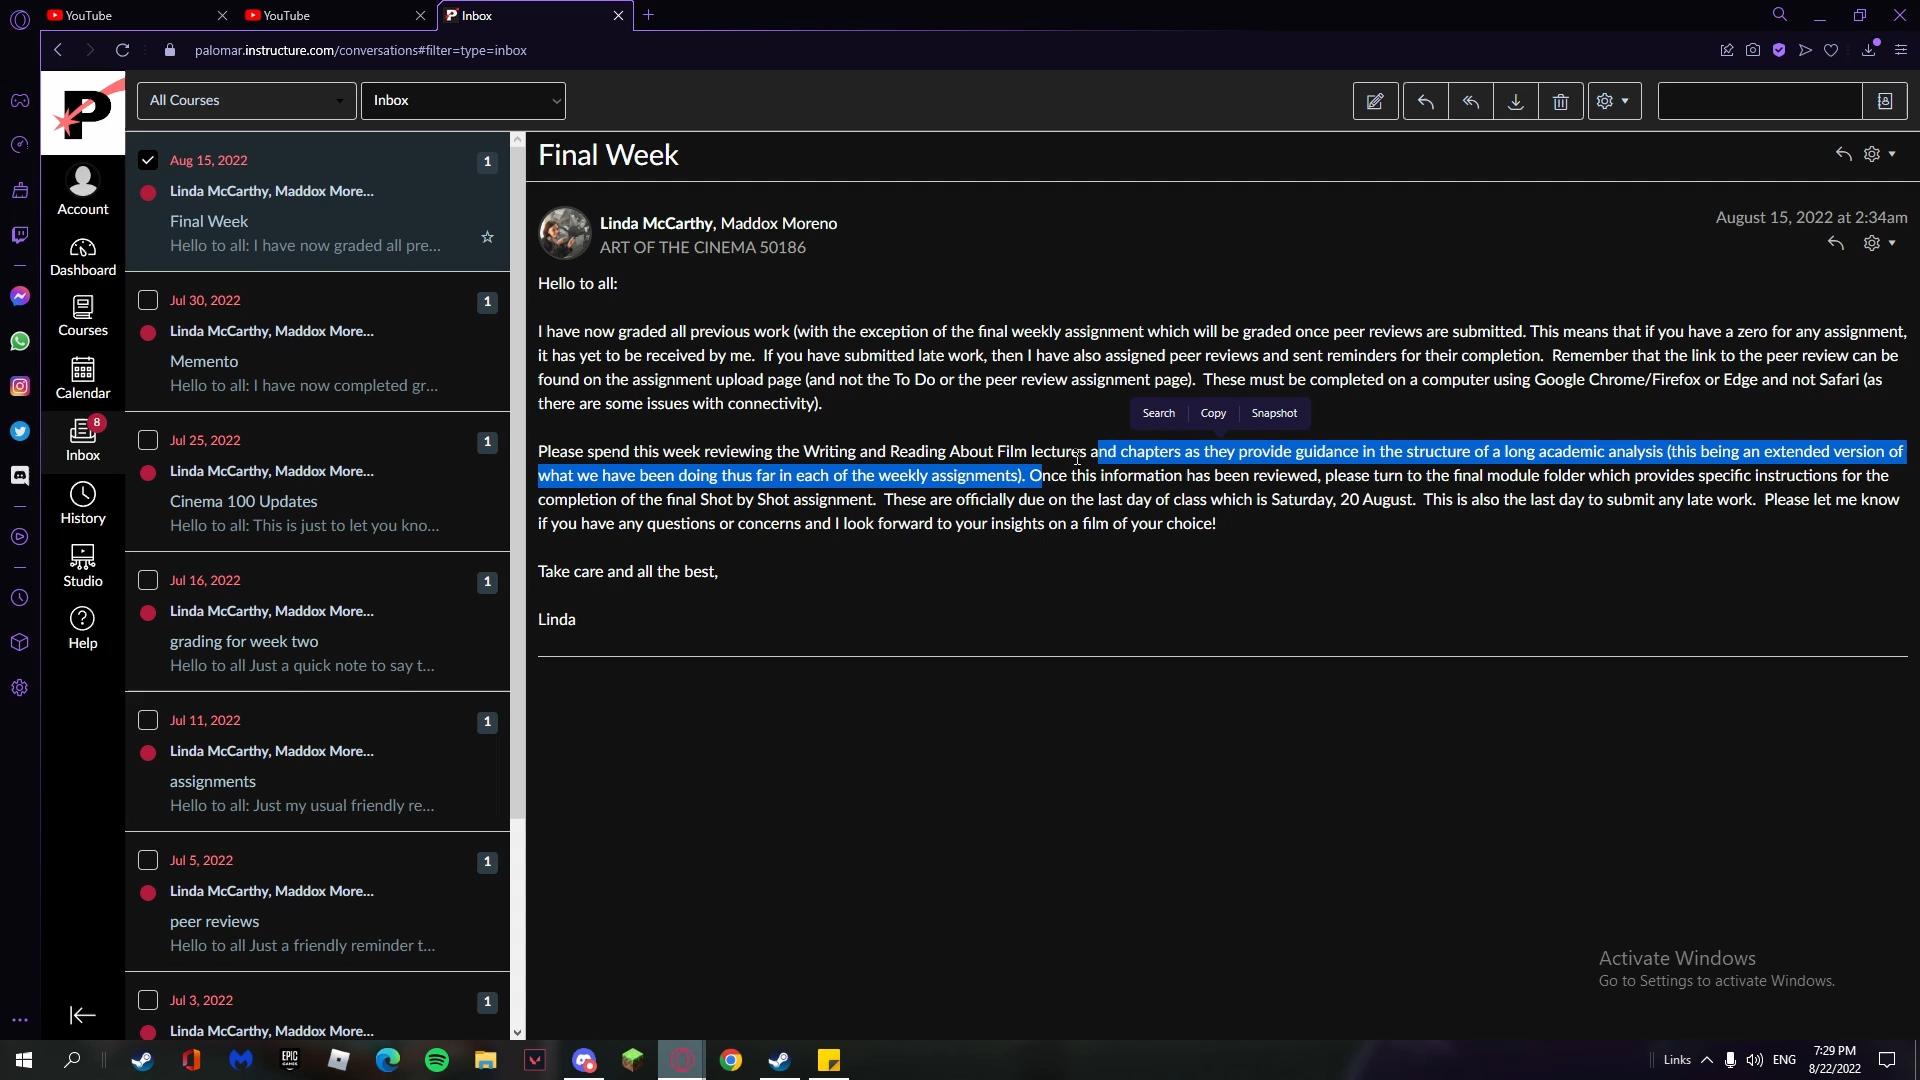 YouTube
YouTube
Inbox
palomar.instructure.com/conversations#filter=type=inbox
All Courses
Inbox
Account
Dashboard
Courses
Calendar
8
Inbox
History
Studio
Help
Aug 15, 2022
1
Linda McCarthy, Maddox More...
Final Week
Hello to all: I have now graded all pre...
Jul 30, 2022
1
Linda McCarthy, Maddox More...
Memento
Hello to all: I have now completed gr...
Jul 25, 2022
1
Linda McCarthy, Maddox More...
Cinema 100 Updates
Hello to all: This is just to let you kno...
Jul 16, 2022
1
Linda McCarthy, Maddox More...
grading for week two
Hello to all Just a quick note to say t...
Jul 11, 2022
1
Linda McCarthy, Maddox More...
assignments
Hello to all: Just my usual friendly re...
Jul 5, 2022
1
Linda McCarthy, Maddox More...
peer reviews
Hello to all Just a friendly reminder t...
Jul 3, 2022
1
Linda McCarthy, Maddox More...
Final Week
Linda McCarthy, Maddox Moreno
ART OF THE CINEMA 50186
August 15, 2022 at 2:34am
Hello to all:
I have now graded all previous work (with the exception of the final weekly assignment which will be graded once peer reviews are submitted. This means that if you have a zero for any assignment,
it has yet to be received by me. If you have submitted late work, then I have also assigned peer reviews and sent reminders for their completion. Remember that the link to the peer review can be
found on the assignment upload page (and not the To Do or the peer review assignment page). These must be completed on a computer using Google Chrome/Firefox or Edge and not Safari (as
there are some issues with connectivity).
Search Copy Snapshot
Please spend this week reviewing the Writing and Reading About Film lectures and chapters as they provide guidance in the structure of a long academic analysis (this being an extended version of
what we have been doing thus far in each of the weekly assignments). Once this information has been reviewed, please turn to the final module folder which provides specific instructions for the
completion of the final Shot by Shot assignment. These are officially due on the last day of class which is Saturday, 20 August. This is also the last day to submit any late work. Please let me know
if you have any questions or concerns and I look forward to your insights on a film of your choice!
Take care and all the best,
Linda
Activate Windows
Go to Settings to activate Windows.
EPIC GAMES
Links
ENG
7:29 PM
8/22/2022